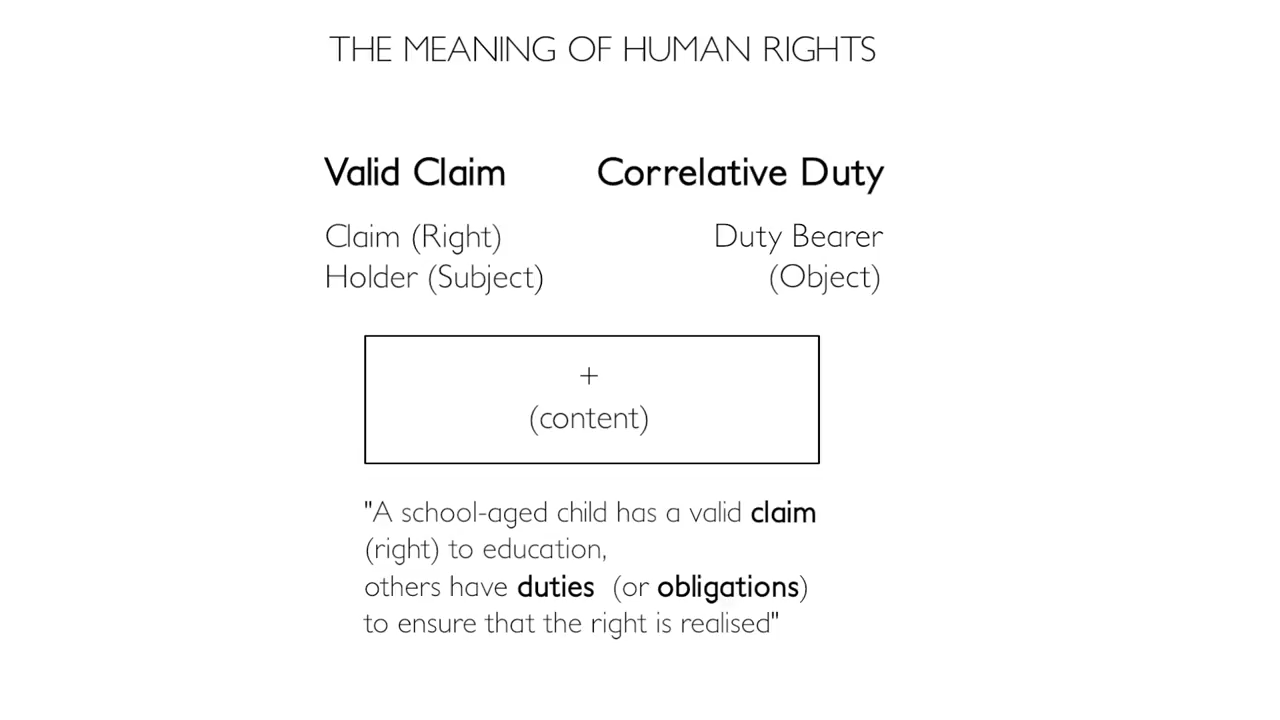 THE MEANING OF HUMAN RIGHTS
Valid Claim
Correlative Duty
Claim (Right)
Holder (Subject)
Duty Bearer
(Object)
+
(content)
"A school-aged child has a valid claim
(right) to education,
others have duties (or obligations)
to ensure that the right is realised"